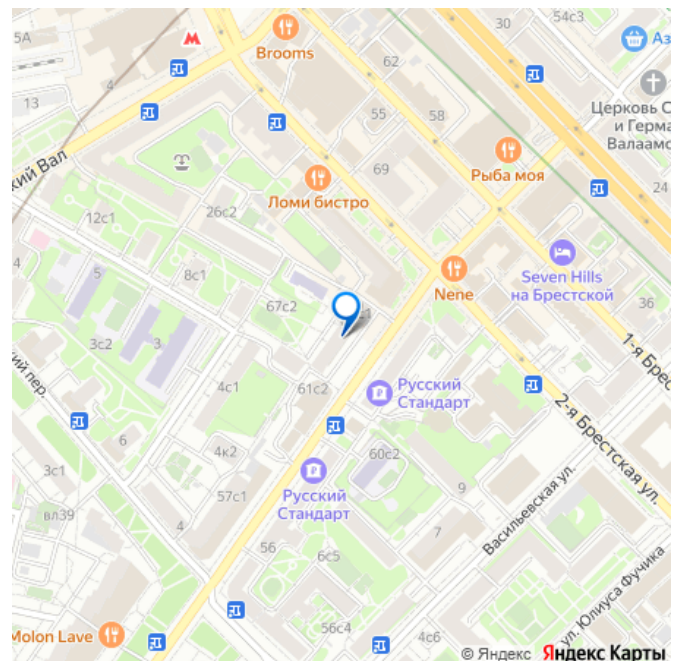 5А
М
Brooms
30
54с3
Аз
62
13
4
55
58
Церковь С
и Герма
Валаамс
кий Вал
69
Рыба моя
24
Ломи бистро
12с1
26с2
4
5
8с1
67с2
Nene
Seven Hills
на Брестской
36
1-я Брес
3с2
3
кий пер.
4с1
61с2
Русский
Стандарт
2-я Брестская ул.
6
4к2
60с2
3с1
57с1
Русский
Стандарт
9
Васильевская ул.
вл39
4
56
6с5
7
ул. Юлиуса Фучика
Molon Lave
56с4
4с6
© Яндекс Яндекс Карты